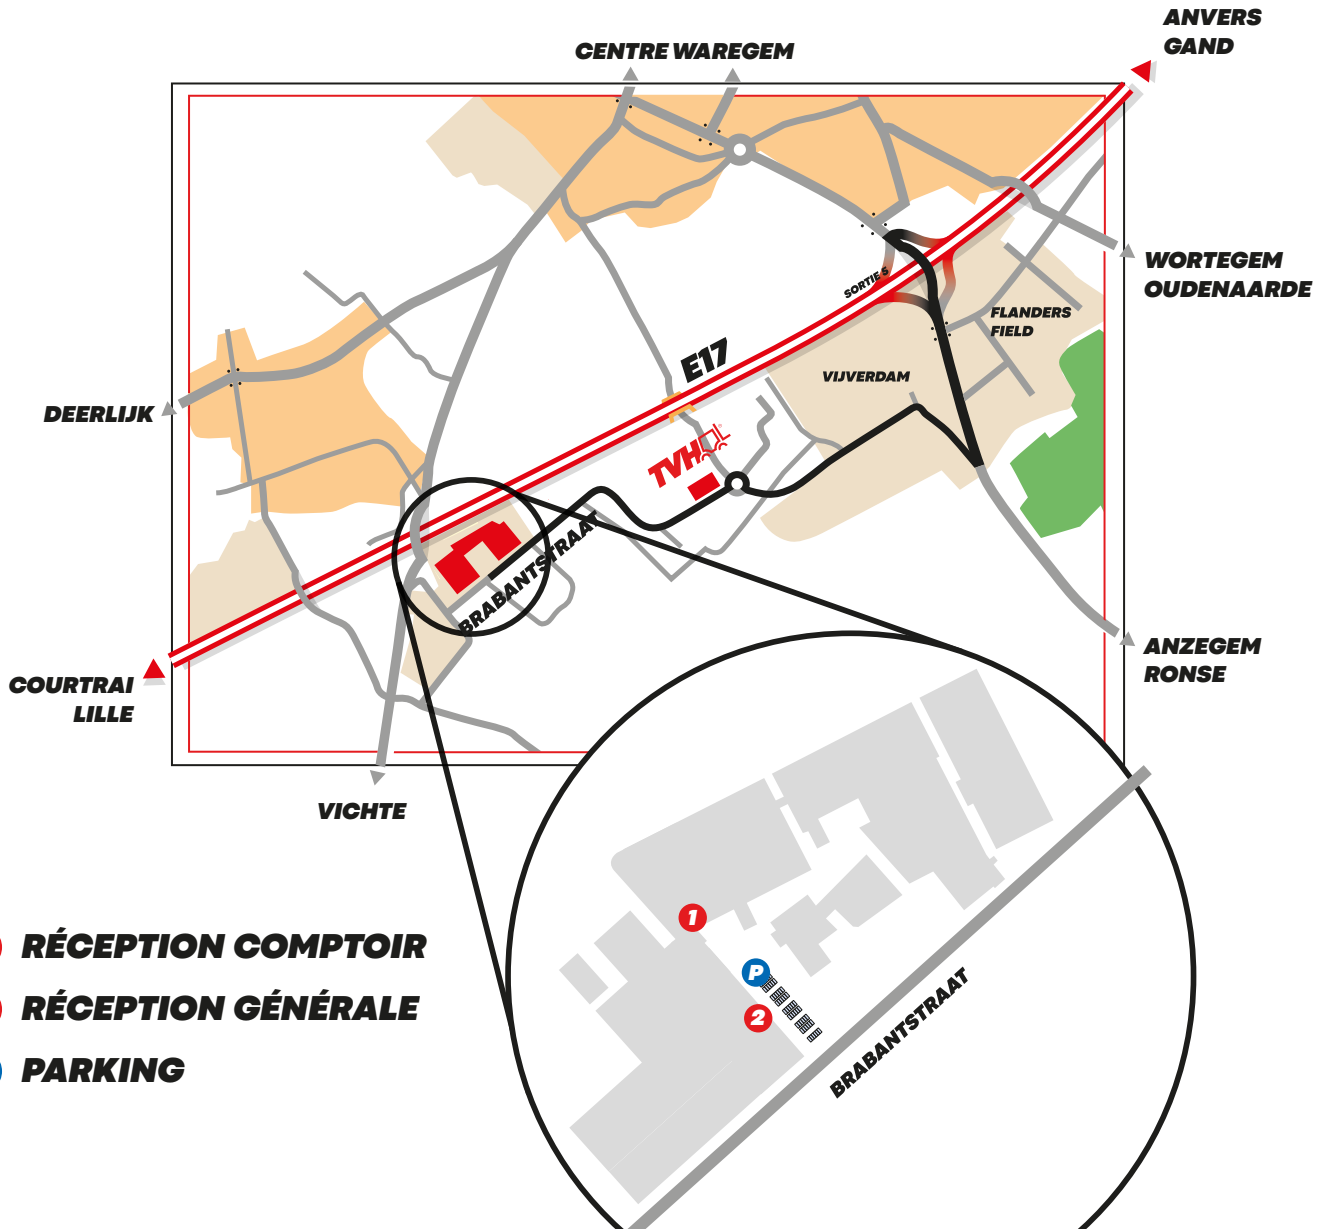 ANVERS
GAND
CENTRE WAREGEM
WORTEGEM
OUDENAARDE
SORTIE 5
FLANDERS
FIELD
E17
VIJVERDAM
DEERLIJK
TVH
BRABANTSTRAAT
ANZEGEM
RONSE
COURTRAI
LILLE
VICHTE
1
RÉCEPTION COMPTOIR
P
RÉCEPTION GÉNÉRALE
2
BRABANTSTRAAT
PARKING